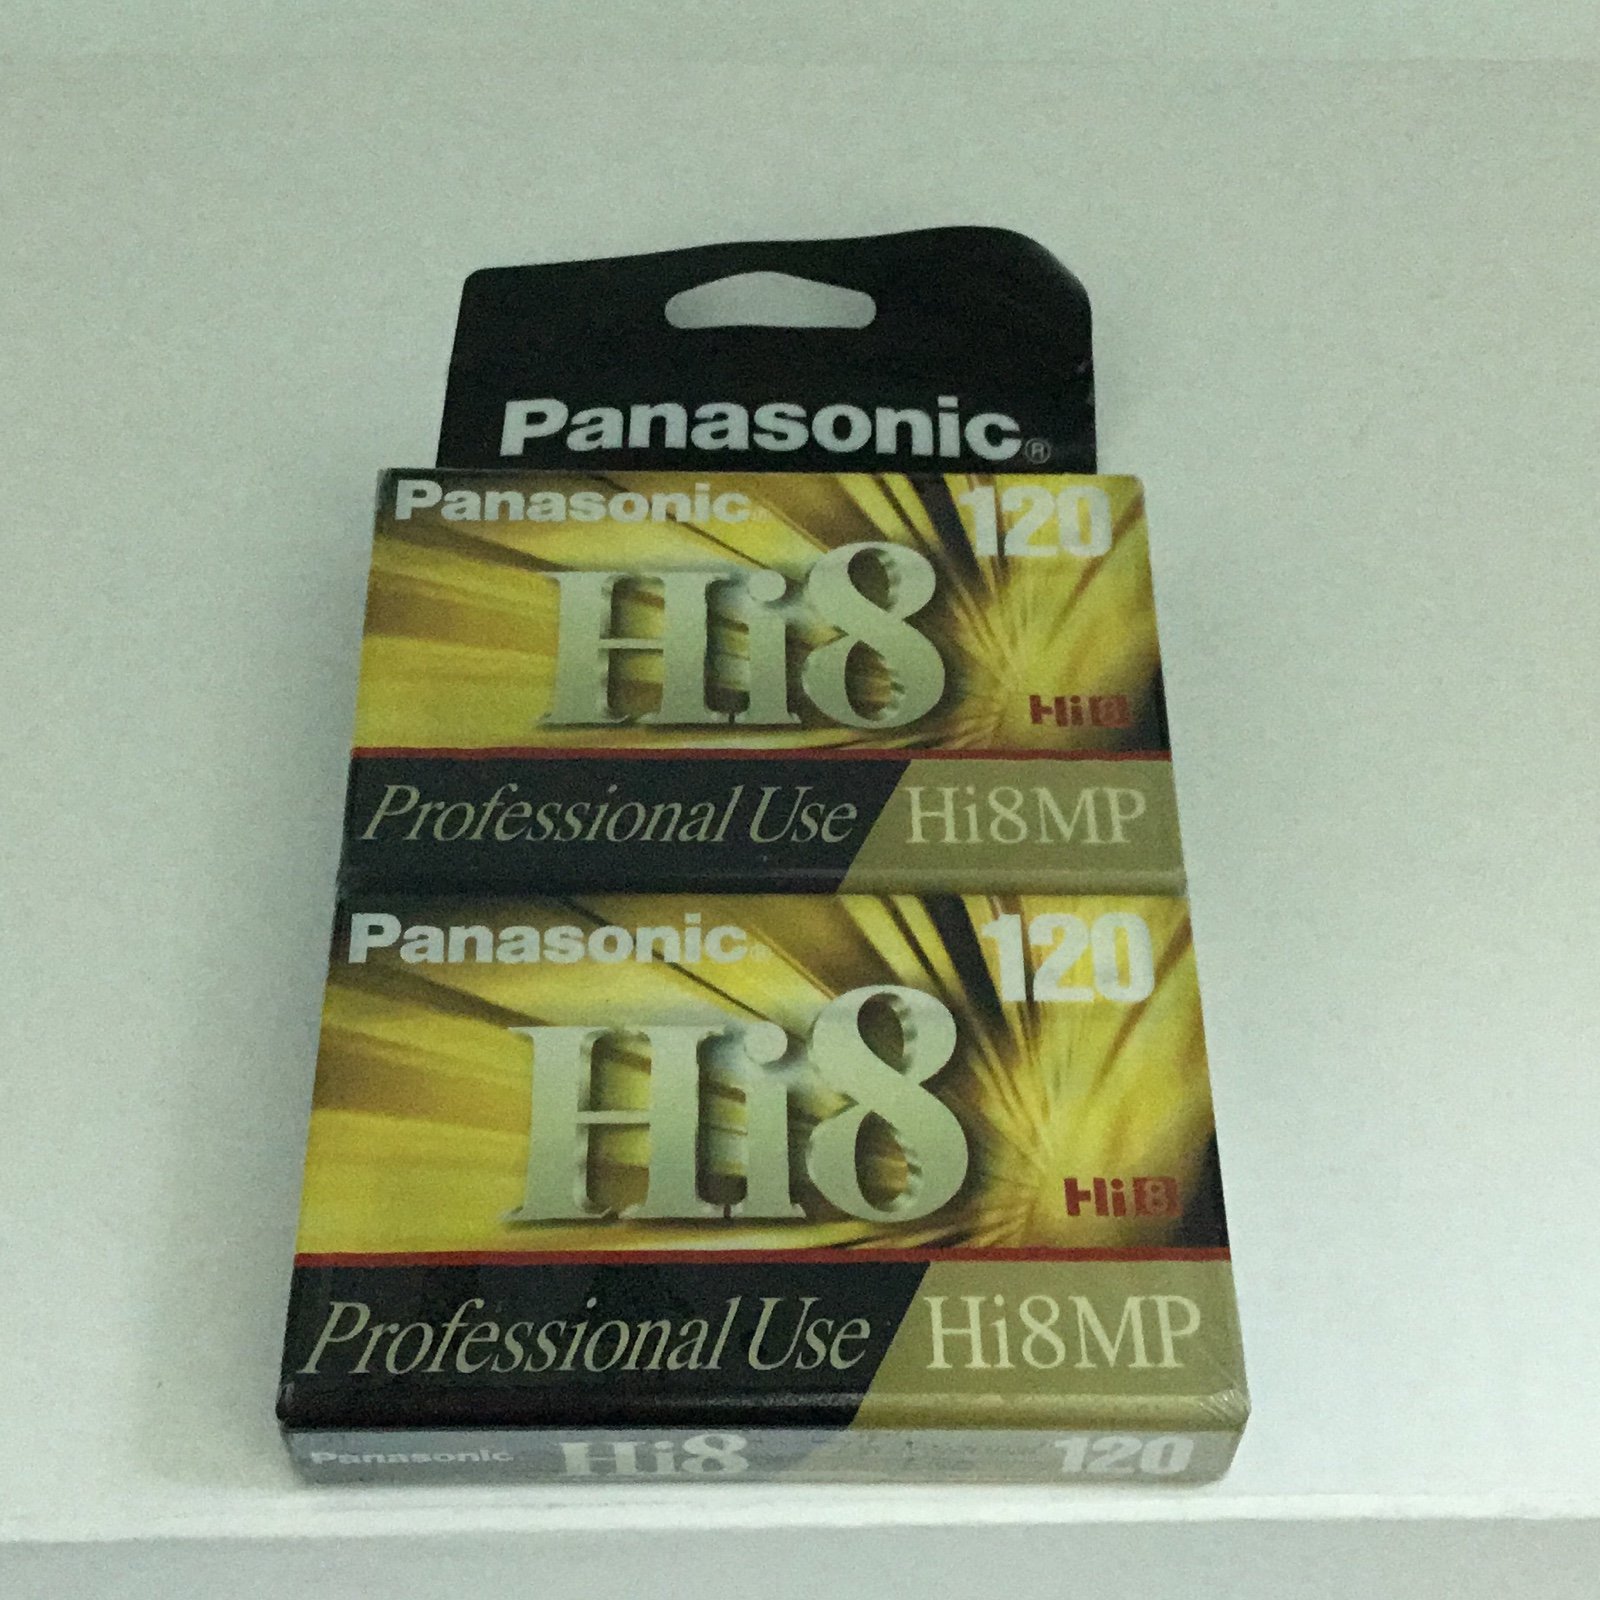 Panasonic®
Panasonic 120
Hi8
Hi8
Professional Use Hi8MP
Panasonic 120
Hi8
Hi8
Professional Use Hi8MP
Panasonic Hi8 120